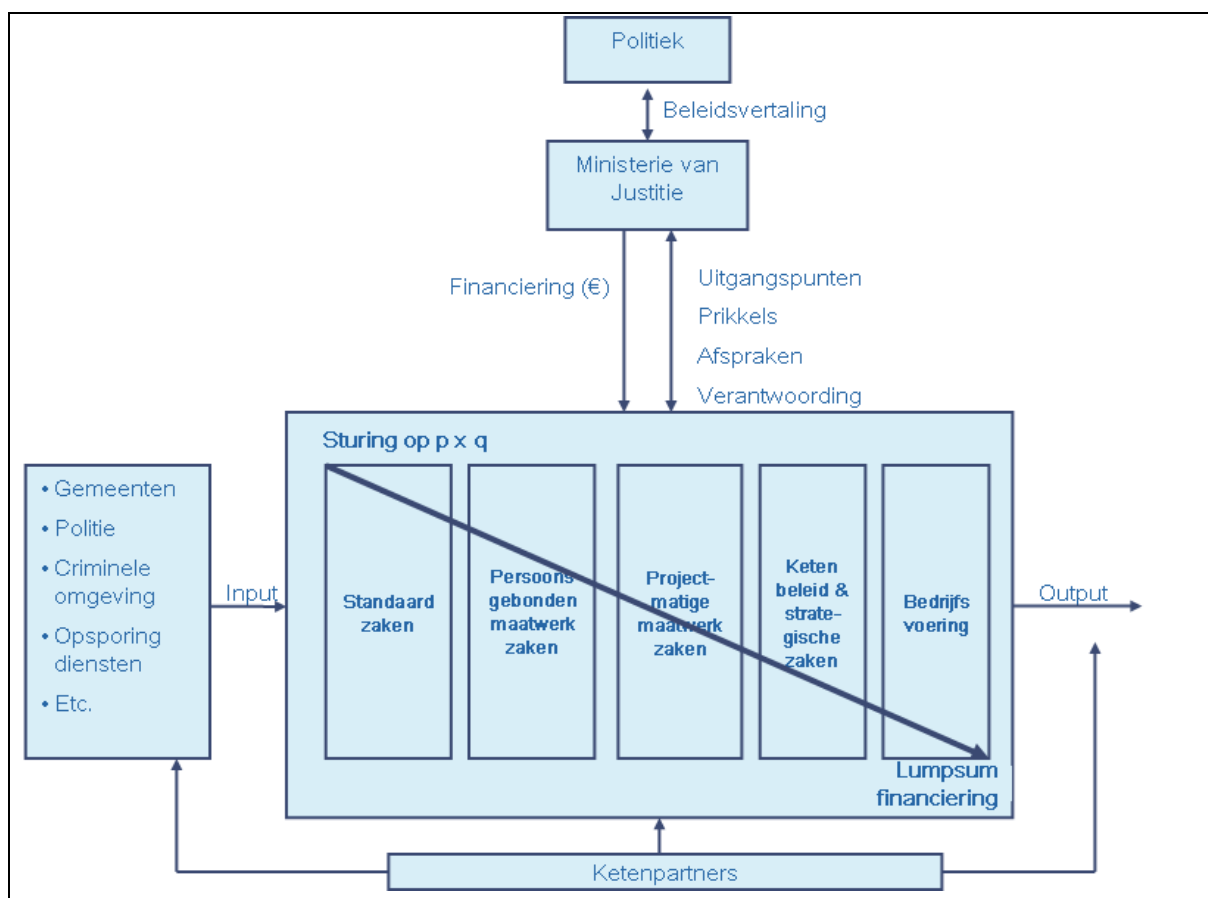 Politiek
Beleidsvertaling
Ministerie van
Justitie
Financiering (€)
Uitgangspunten
Prikkels
Afspraken
Verantwoording
Sturing op p x q
• Gemeenten
• Politie
• Criminele
omgeving
• Opsporing
diensten
• Etc.
Input
Standaard
zaken
Persoons
gebonden
maatwerk
zaken
Project-
matige
maatwerk
zaken
Keten
beleid &
strate-
gische
zaken
Bedrijfs
voering
Output
Lumpsum
financiering
Ketenpartners